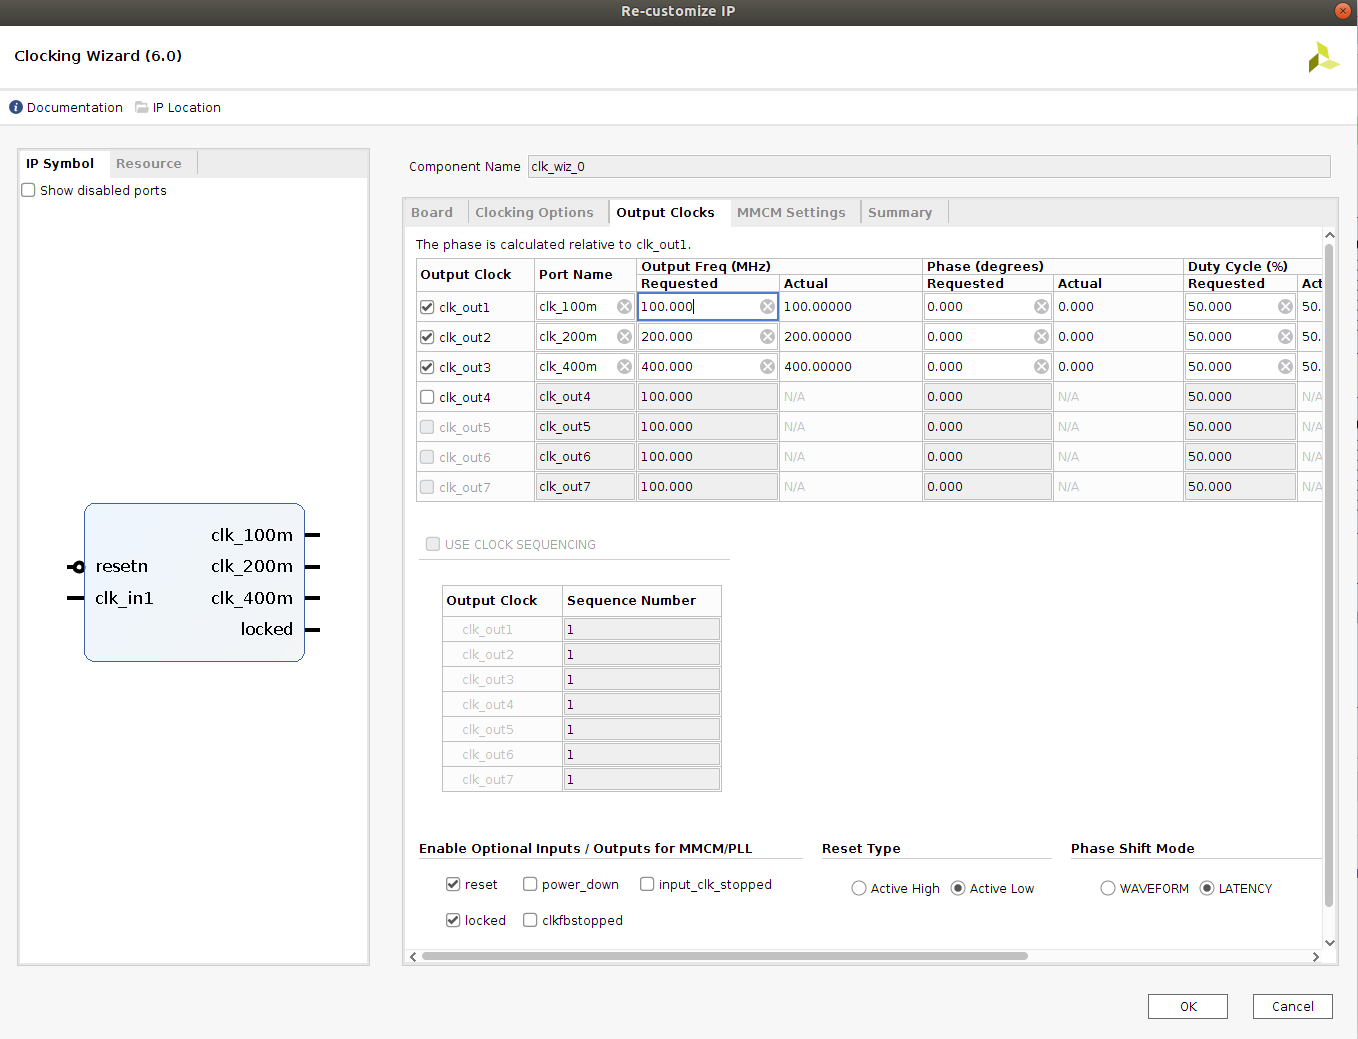 Re-customize IP
Clocking Wizard (6.0)
Documentation IP Location
IP Symbol Resource
Show disabled ports
clk_100m
resetn clk_200m
clk_in1 clk_400m
locked
Component Name clk_wiz_0
Board Clocking Options Output Clocks MMCM Settings Summary
The phase is calculated relative to clk_out1.
Output Clock Port Name Output Freq (MHz) Phase (degrees) Duty Cycle (%)
Requested Actual Requested Actual Requested Act
clk_out1 clk_100m 100.000 100.00000 0.000 0.000 50.000 50.
clk_out2 clk_200m 200.000 200.00000 0.000 0.000 50.000 50.
clk_out3 clk_400m 400.000 400.00000 0.000 0.000 50.000 50.
clk_out4 clk_out4 100.000 N/A 0.000 N/A 50.000 N/A
clk_out5 clk_out5 100.000 N/A 0.000 N/A 50.000 N/A
clk_out6 clk_out6 100.000 N/A 0.000 N/A 50.000 N/A
clk_out7 clk_out7 100.000 N/A 0.000 N/A 50.000 N/A
USE CLOCK SEQUENCING
Output Clock Sequence Number
clk_out1 1
clk_out2 1
clk_out3 1
clk_out4 1
clk_out5 1
clk_out6 1
clk_out7 1
Enable Optional Inputs / Outputs for MMCM/PLL Reset Type Phase Shift Mode
reset power_down input_clk_stopped Active High Active Low WAVEFORM LATENCY
locked clkfbstopped
OK Cancel